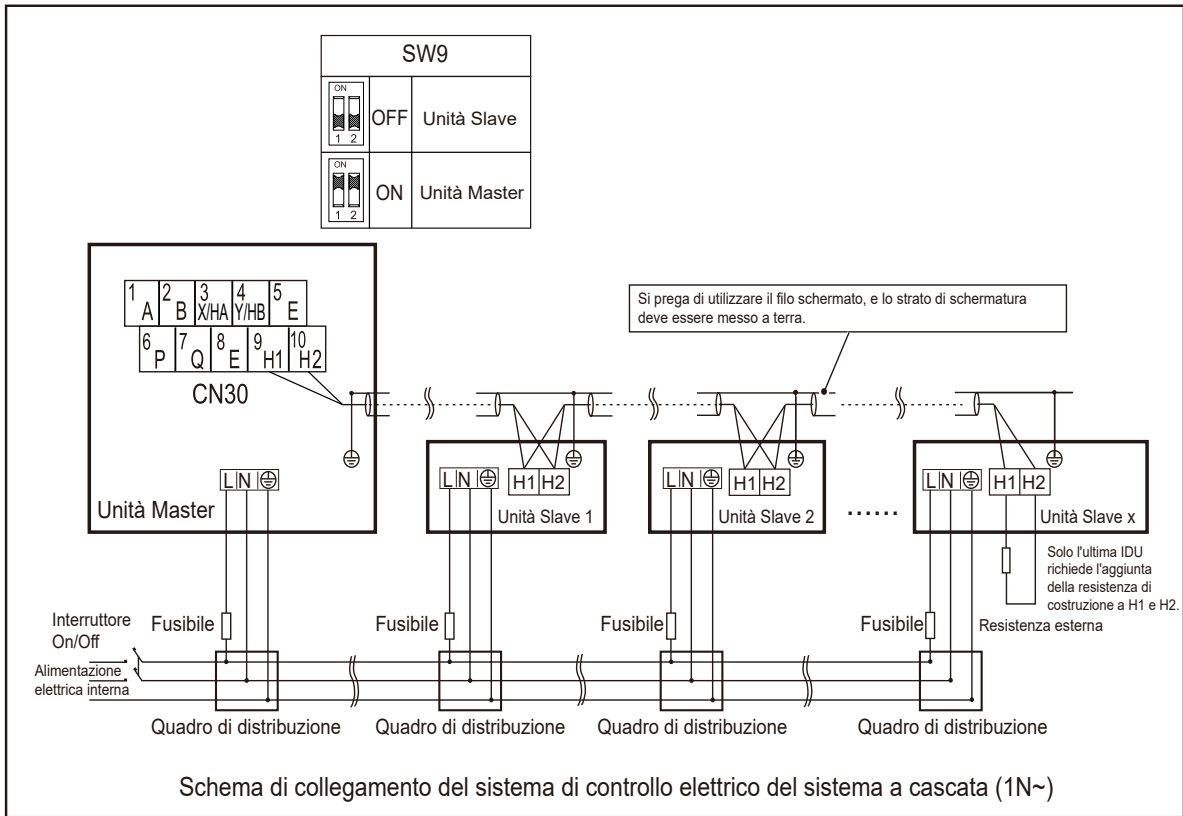 SW9
ON
1 2
OFF
Unità Slave
ON
1 2
ON
Unità Master
1 A
2 B
3 X/HA
4 Y/HB
5 E
6 P
7 Q
8 E
9 H1
10 H2
CN30
Si prega di utilizzare il filo schermato, e lo strato di schermatura
deve essere messo a terra.
L N
Unità Master
L N
H1 H2
Unità Slave 1
L N
H1 H2
Unità Slave 2
......
L N
H1 H2
Unità Slave x
Solo l'ultima IDU
richiede l'aggiunta
della resistenza di
costruzione a H1 e H2.
Resistenza esterna
Interruttore
On/Off
Fusibile
Fusibile
Fusibile
Fusibile
Alimentazione
elettrica interna
Quadro di distribuzione
Quadro di distribuzione
Quadro di distribuzione
Quadro di distribuzione
Schema di collegamento del sistema di controllo elettrico del sistema a cascata (1N~)